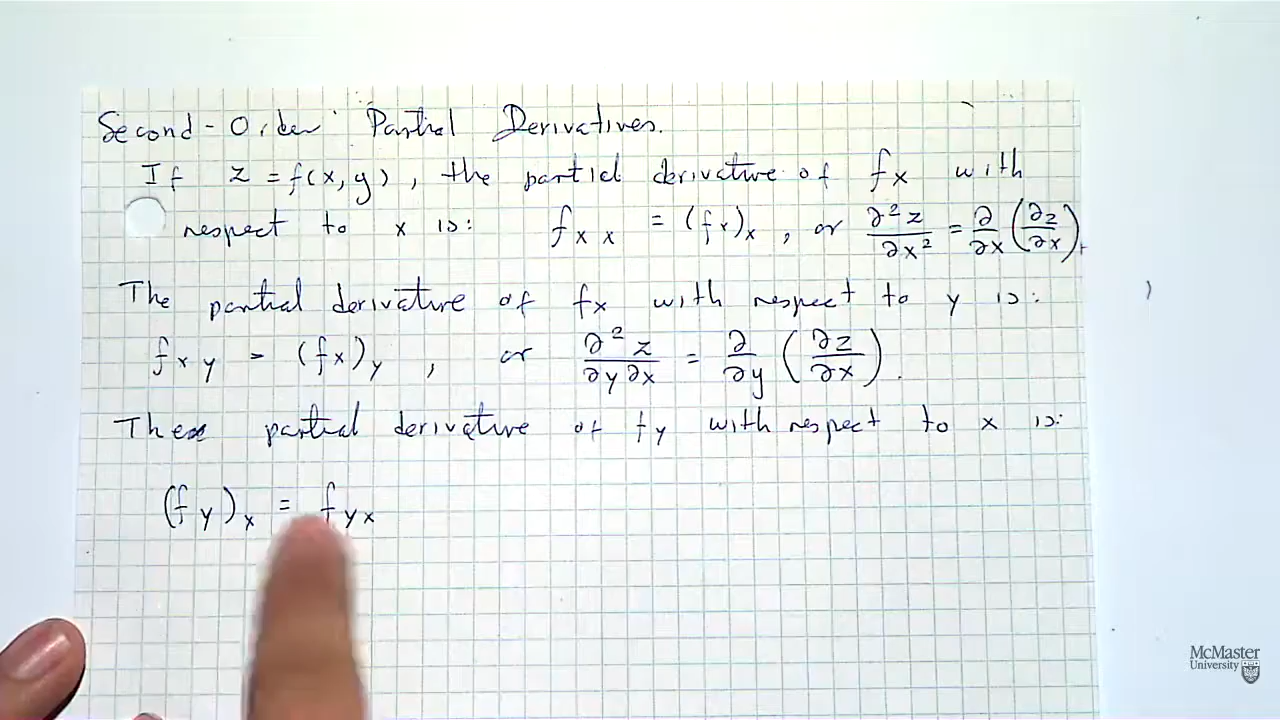 Second-Order Partial Derivatives.
If z = f(x,y), the partial derivative of fx with
respect to x is: fxx = (fx)x, or ∂²z/∂x² = ∂/∂x (∂z/∂x).
The partial derivative of fx with respect to y is:
fxy = (fx)y, or ∂²z/∂y∂x = ∂/∂y (∂z/∂x).
The partial derivative of fy with respect to x is:
(fy)x = fyx
McMaster
University